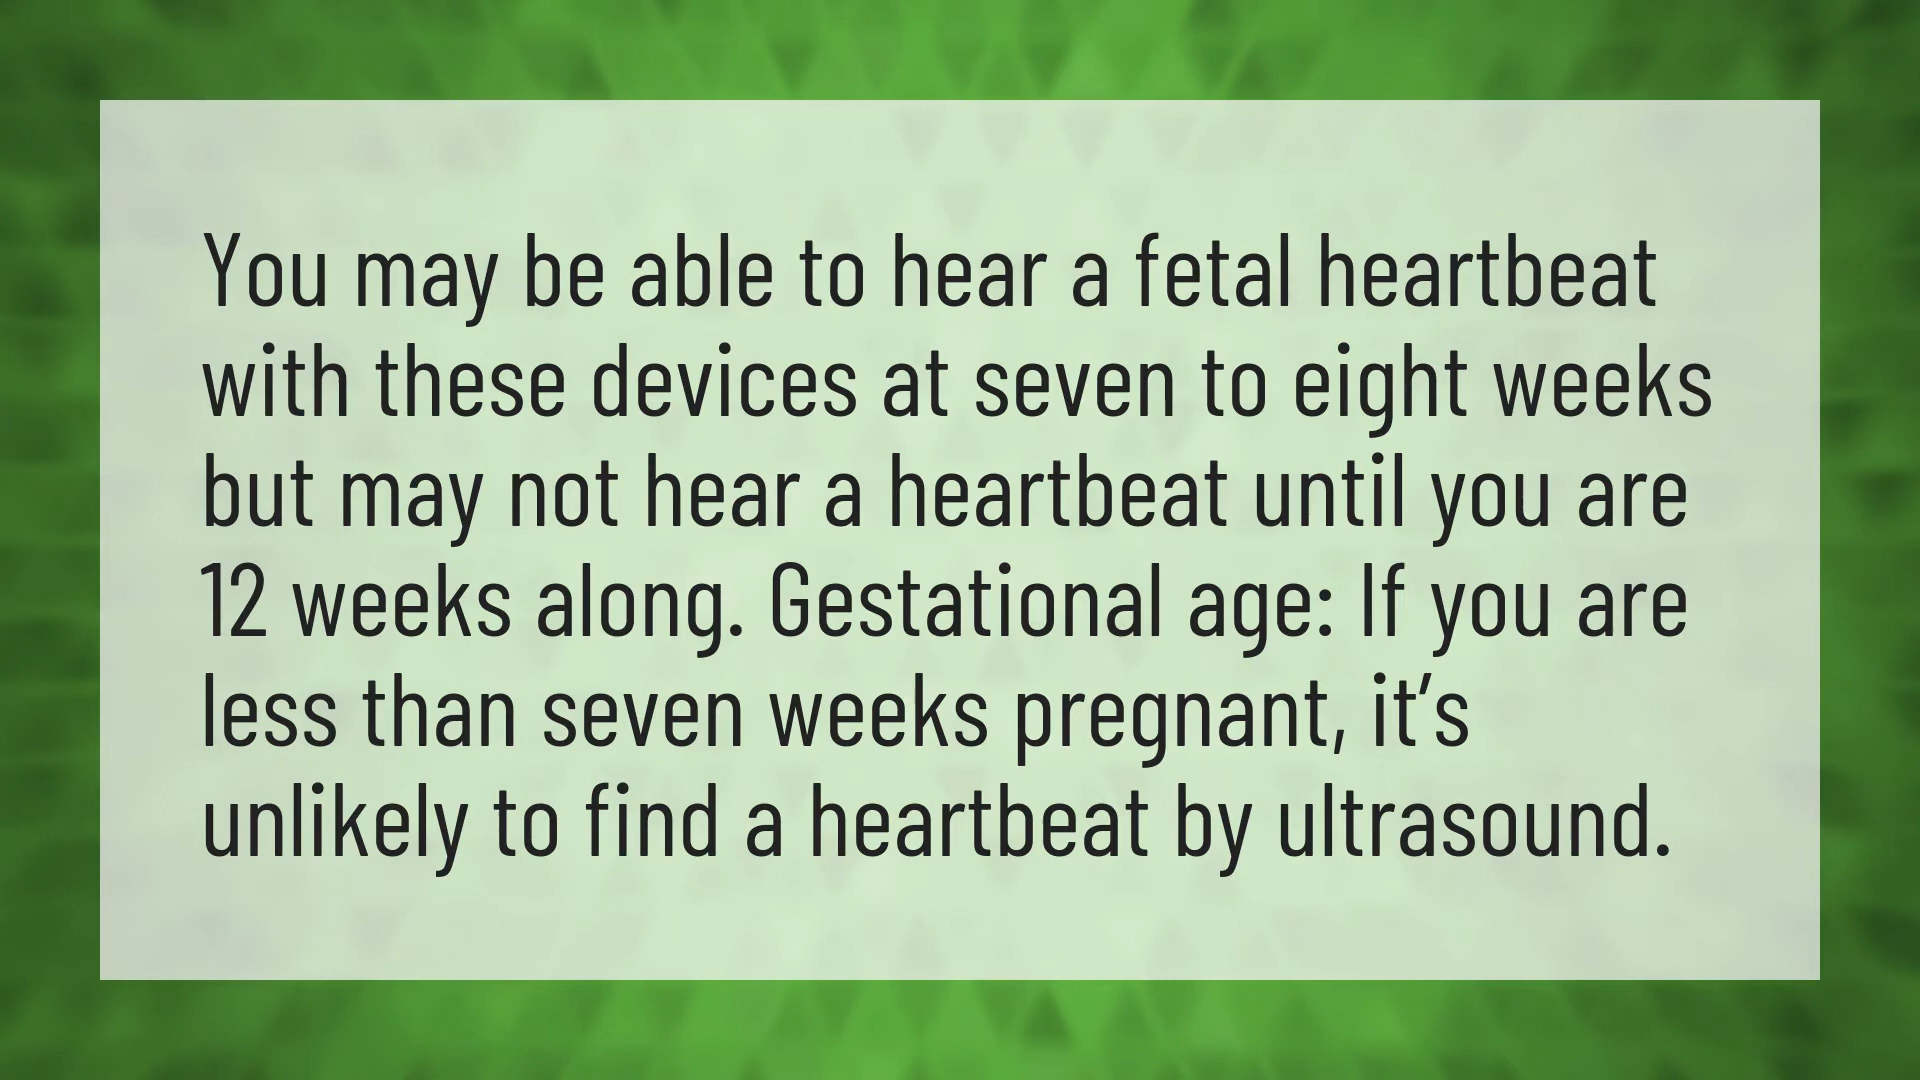 You may be able to hear a fetal heartbeat
with these devices at seven to eight weeks
but may not hear a heartbeat until you are
12 weeks along. Gestational age: If you are
less than seven weeks pregnant, it’s
unlikely to find a heartbeat by ultrasound.